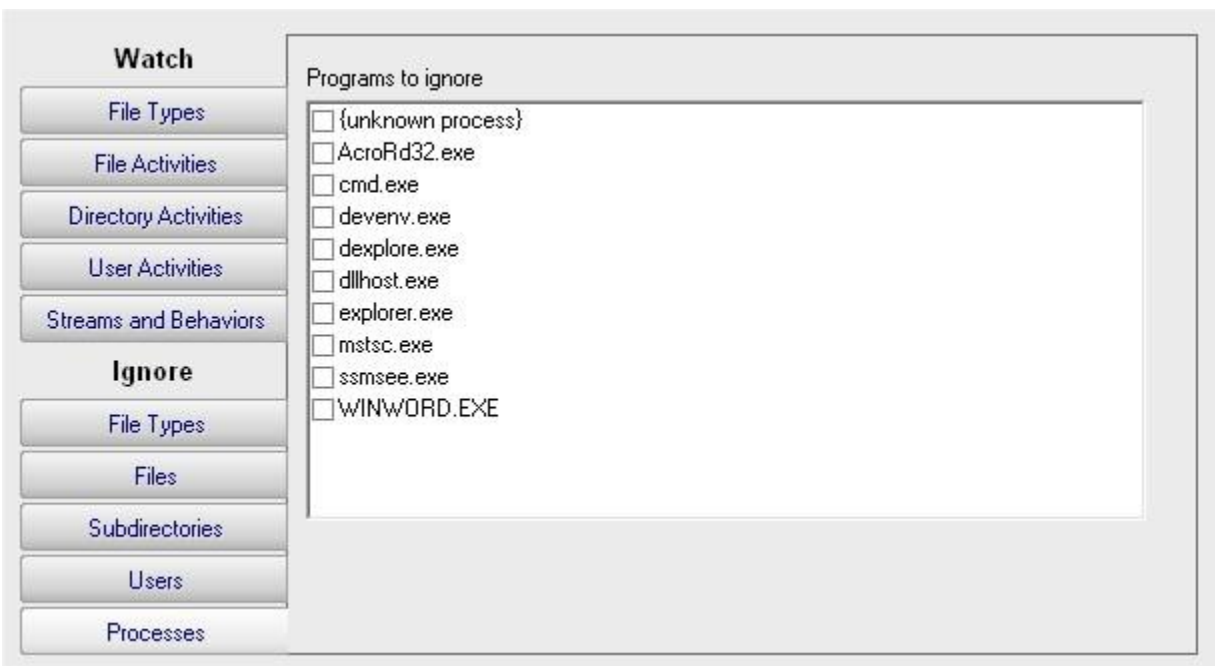 Watch
File Types
File Activities
Directory Activities
User Activities
Streams and Behaviors
Ignore
File Types
Files
Subdirectories
Users
Processes
Programs to ignore
{unknown process}
AcroRd32.exe
cmd.exe
devenv.exe
dexplore.exe
dllhost.exe
explorer.exe
mstsc.exe
ssmsee.exe
WINWORD.EXE